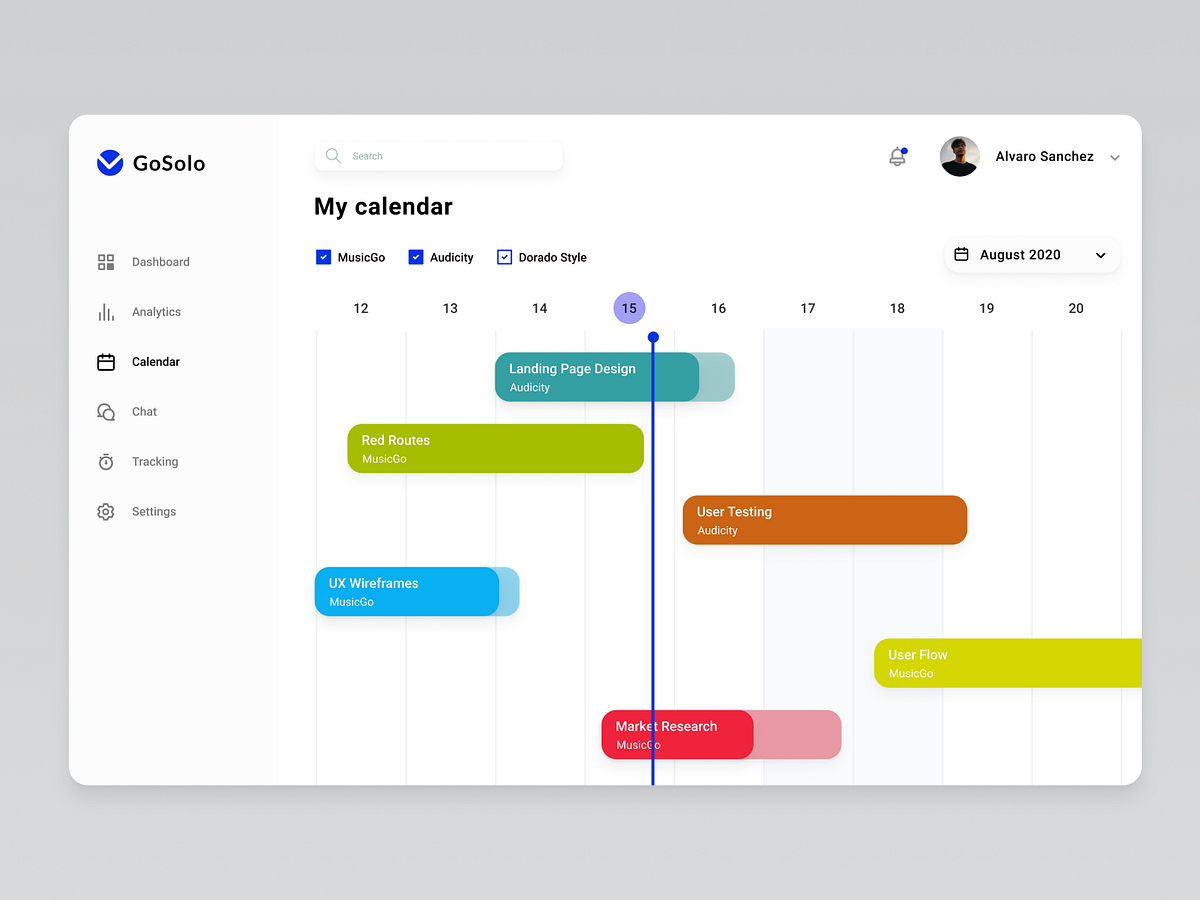 GoSolo
Search
Alvaro Sanchez
My calendar
MusicGo
Audicity
Dorado Style
August 2020
Dashboard
Analytics
Calendar
Chat
Tracking
Settings
12 13 14 15 16 17 18 19 20
Landing Page Design
Audicity
Red Routes
MusicGo
User Testing
Audicity
UX Wireframes
MusicGo
User Flow
MusicGo
Market Research
MusicGo